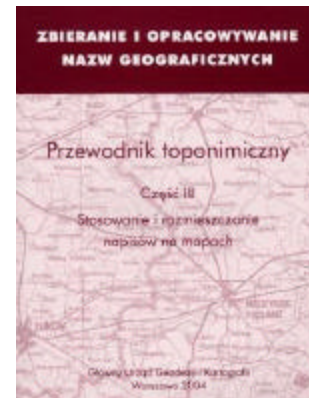 ZBIERANIE I OPRACOWYWANIE
NAZW GEOGRAFICZNYCH
Przewodnik toponimiczny
Część III
Stosowanie i rozmieszczanie
napisów na mapach
Główny Urząd Geodezji i Kartografii
Warszawa 2004